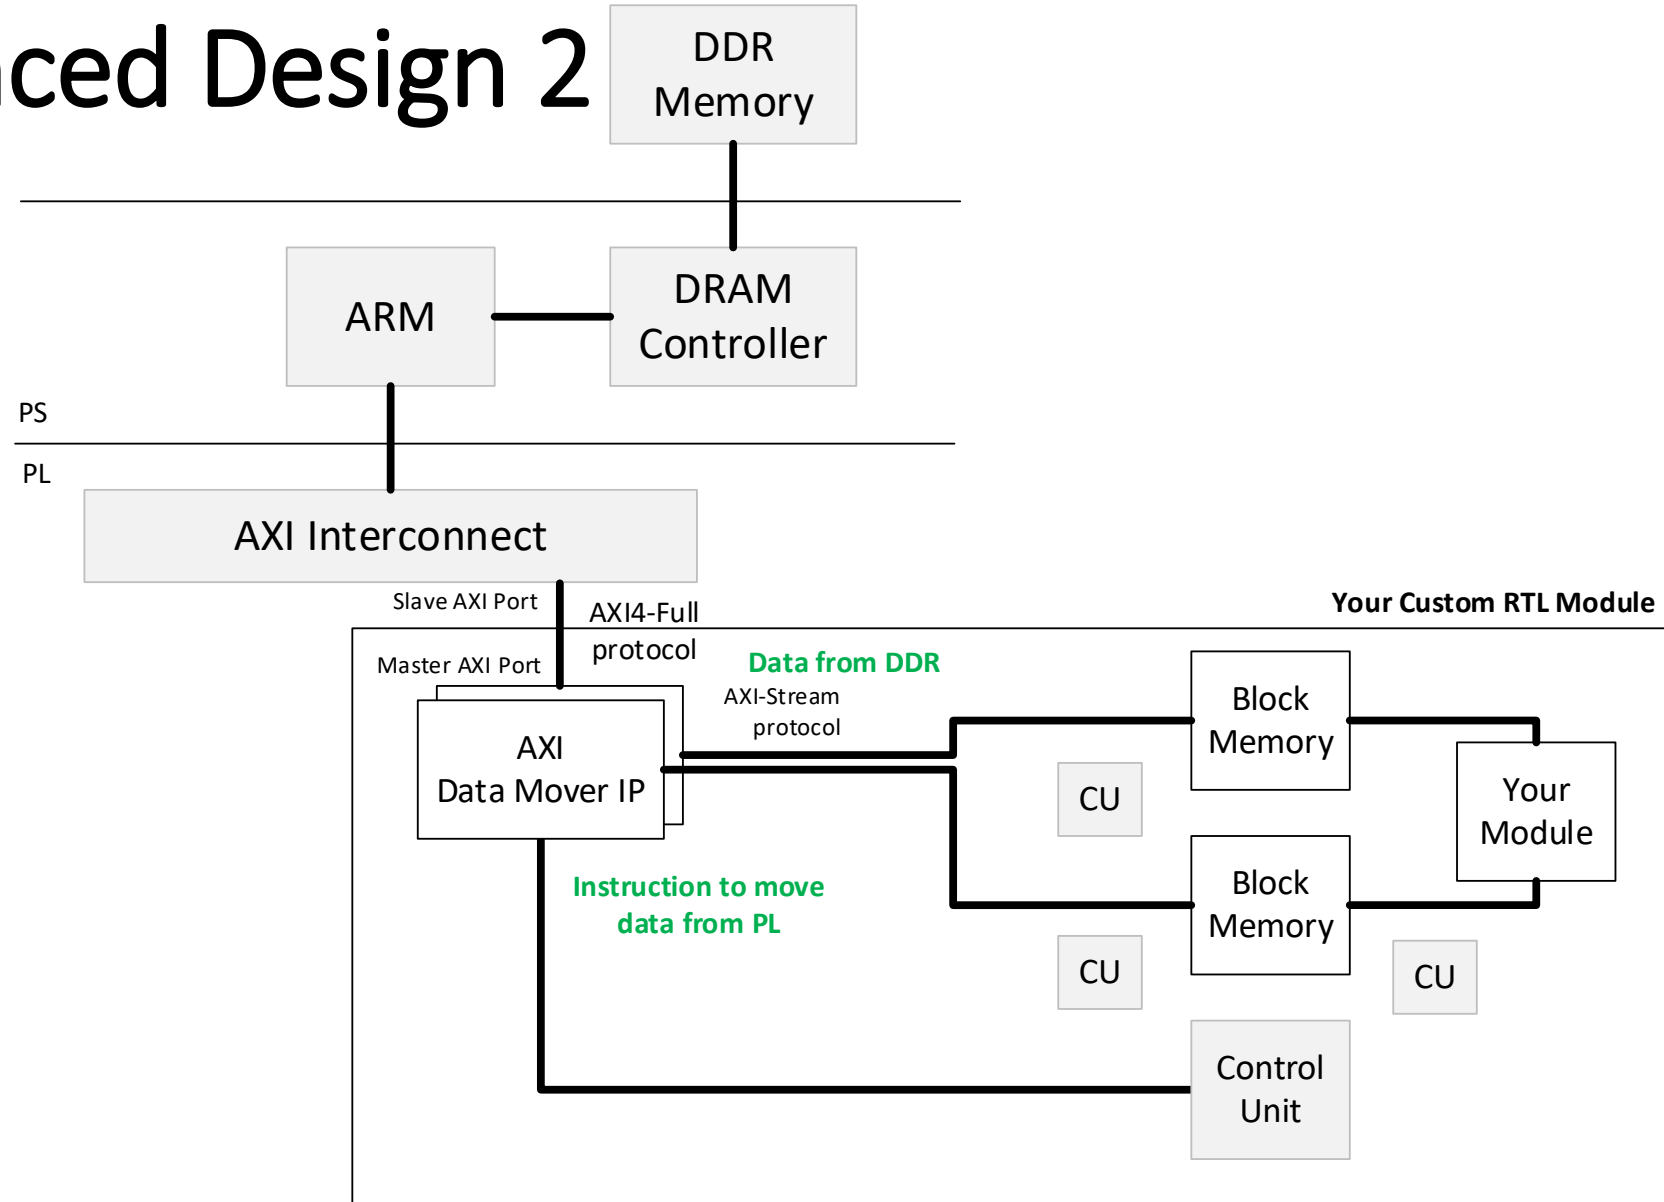 nced Design 2
DDR
Memory
ARM
DRAM
Controller
PS
PL
AXI Interconnect
Slave AXI Port
AXI4-Full
protocol
Your Custom RTL Module
Master AXI Port
Data from DDR
AXI-Stream
protocol
AXI
Data Mover IP
Block
Memory
CU
Your
Module
Instruction to move
data from PL
Block
Memory
CU
CU
Control
Unit